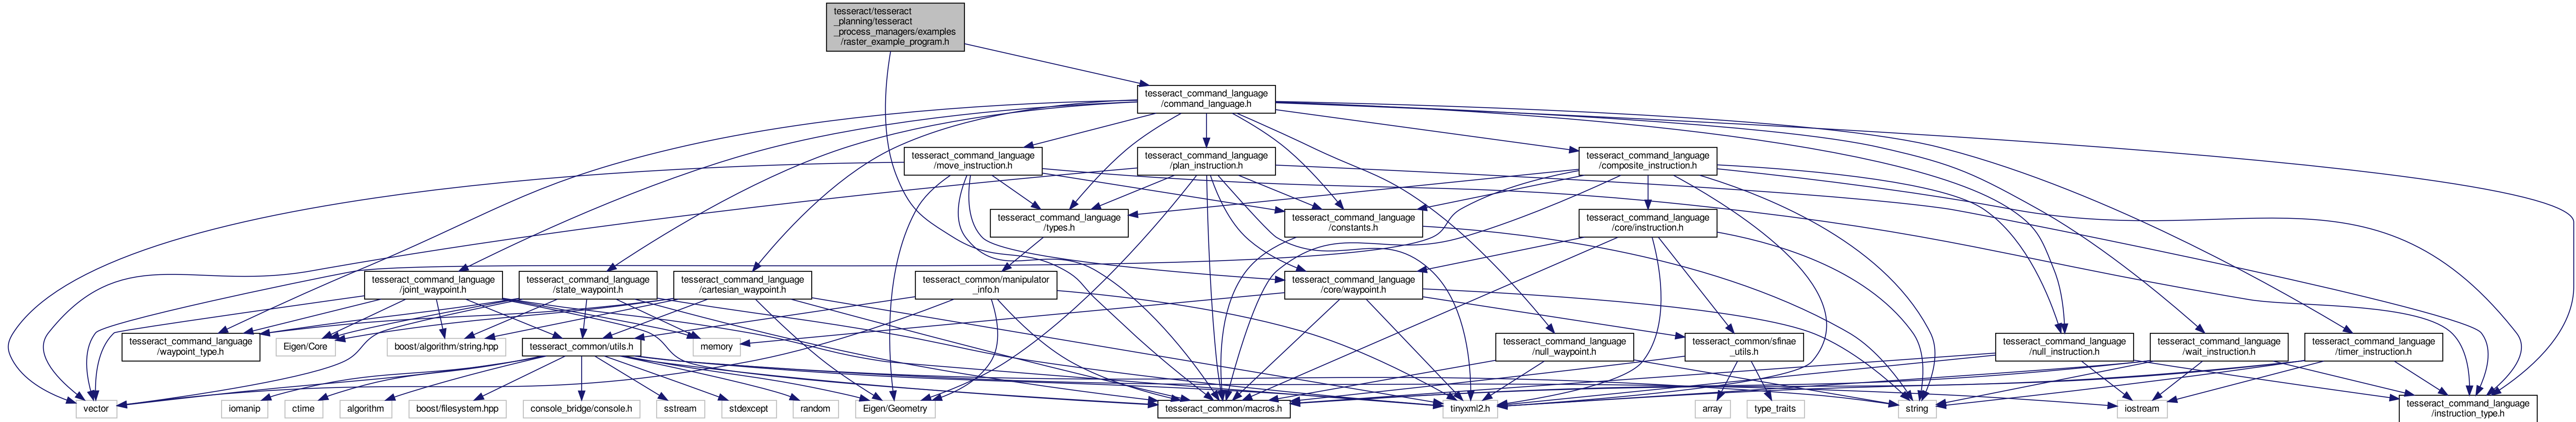 tesseract/tesseract
_planning/tesseract
_process_managers/examples
/raster_example_program.h
tesseract_command_language
/command_language.h
tesseract_command_language
/move_instruction.h
tesseract_command_language
/plan_instruction.h
tesseract_command_language
/composite_instruction.h
tesseract_command_language
/types.h
tesseract_command_language
/constants.h
tesseract_command_language
/core/instruction.h
tesseract_command_language
/joint_waypoint.h
tesseract_command_language
/state_waypoint.h
tesseract_command_language
/cartesian_waypoint.h
tesseract_common/manipulator
_info.h
tesseract_command_language
/core/waypoint.h
tesseract_command_language
/waypoint_type.h
Eigen/Core
boost/algorithm/string.hpp
tesseract_common/utils.h
memory
tesseract_command_language
/null_waypoint.h
tesseract_common/sfinae
_utils.h
tesseract_command_language
/null_instruction.h
tesseract_command_language
/wait_instruction.h
tesseract_command_language
/timer_instruction.h
vector
iomanip
ctime
algorithm
boost/filesystem.hpp
console_bridge/console.h
sstream
stdexcept
random
Eigen/Geometry
tesseract_common/macros.h
tinyxml2.h
array
type_traits
string
iostream
tesseract_command_language
/instruction_type.h